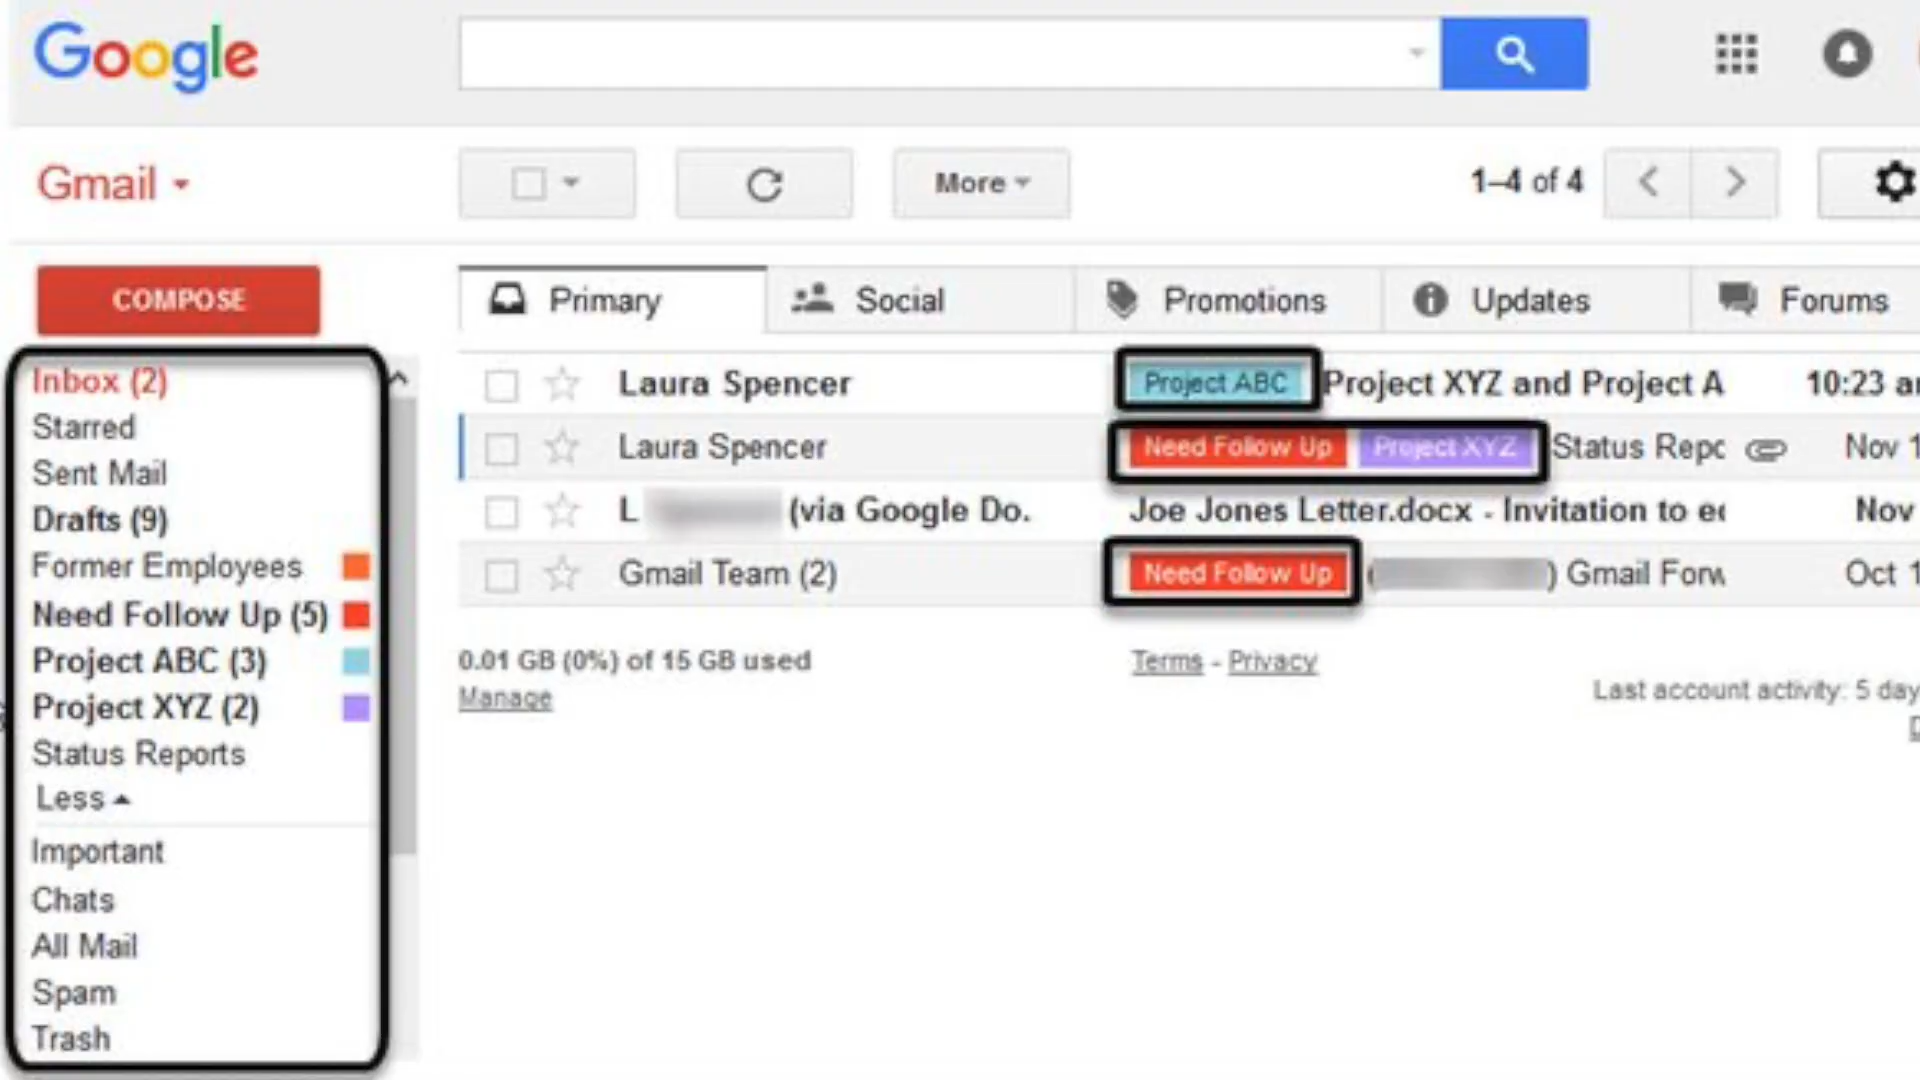 Google
Gmail
More
1–4 of 4
COMPOSE
Primary
Social
Promotions
Updates
Forums
Inbox (2)
Starred
Sent Mail
Drafts (9)
Former Employees
Need Follow Up (5)
Project ABC (3)
Project XYZ (2)
Status Reports
Less
Important
Chats
All Mail
Spam
Trash
Laura Spencer Project ABC Project XYZ and Project A 10:23 a
Laura Spencer Need Follow Up Project XYZ Status Repo Nov 1
L (via Google Do. Joe Jones Letter.docx - Invitation to e Nov
Gmail Team (2) Need Follow Up ( ) Gmail Forw Oct 1
0.01 GB (0%) of 15 GB used
Manage
Terms - Privacy
Last account activity: 5 day